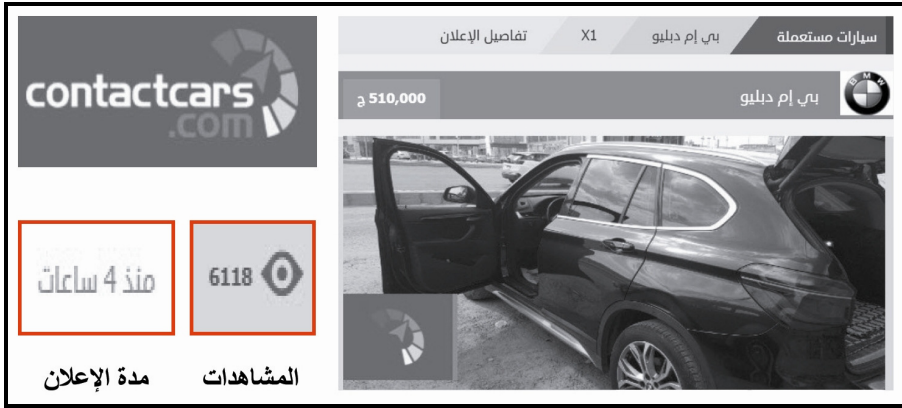 contactcars
.COM
سيارات مستعملة
بي إم دبليو
X1
تفاصيل الإعلان
BMW
بي إم دبليو
510,000 ج
6118
المشاهدات
منذ 4 ساعات
مدة الإعلان